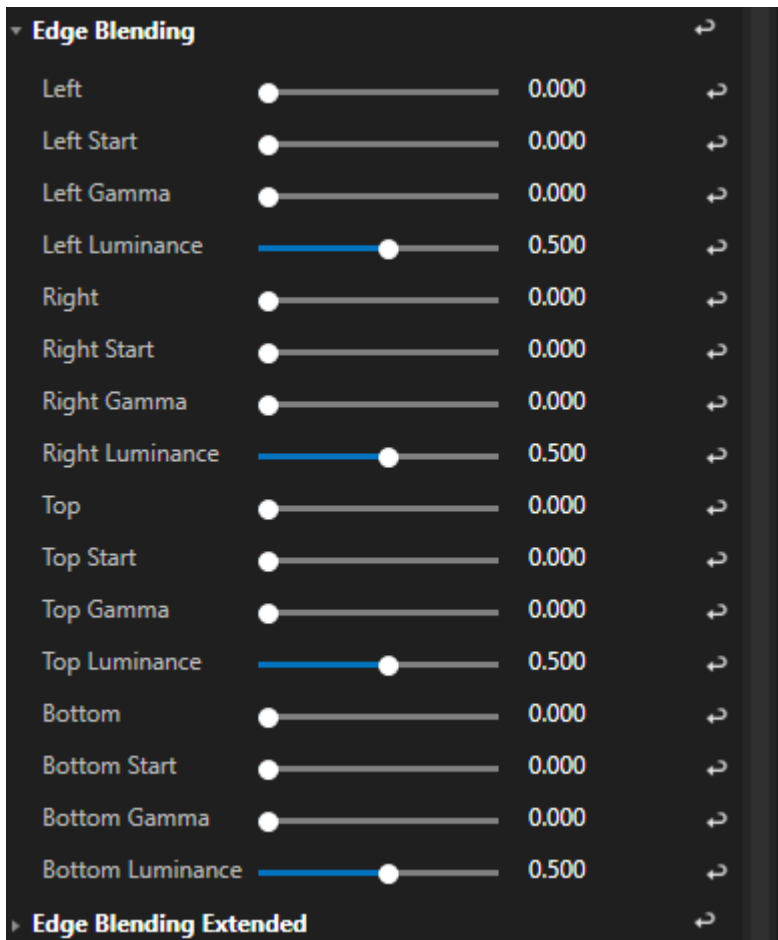 Edge Blending
Left 0.000
Left Start 0.000
Left Gamma 0.000
Left Luminance 0.500
Right 0.000
Right Start 0.000
Right Gamma 0.000
Right Luminance 0.500
Top 0.000
Top Start 0.000
Top Gamma 0.000
Top Luminance 0.500
Bottom 0.000
Bottom Start 0.000
Bottom Gamma 0.000
Bottom Luminance 0.500
Edge Blending Extended